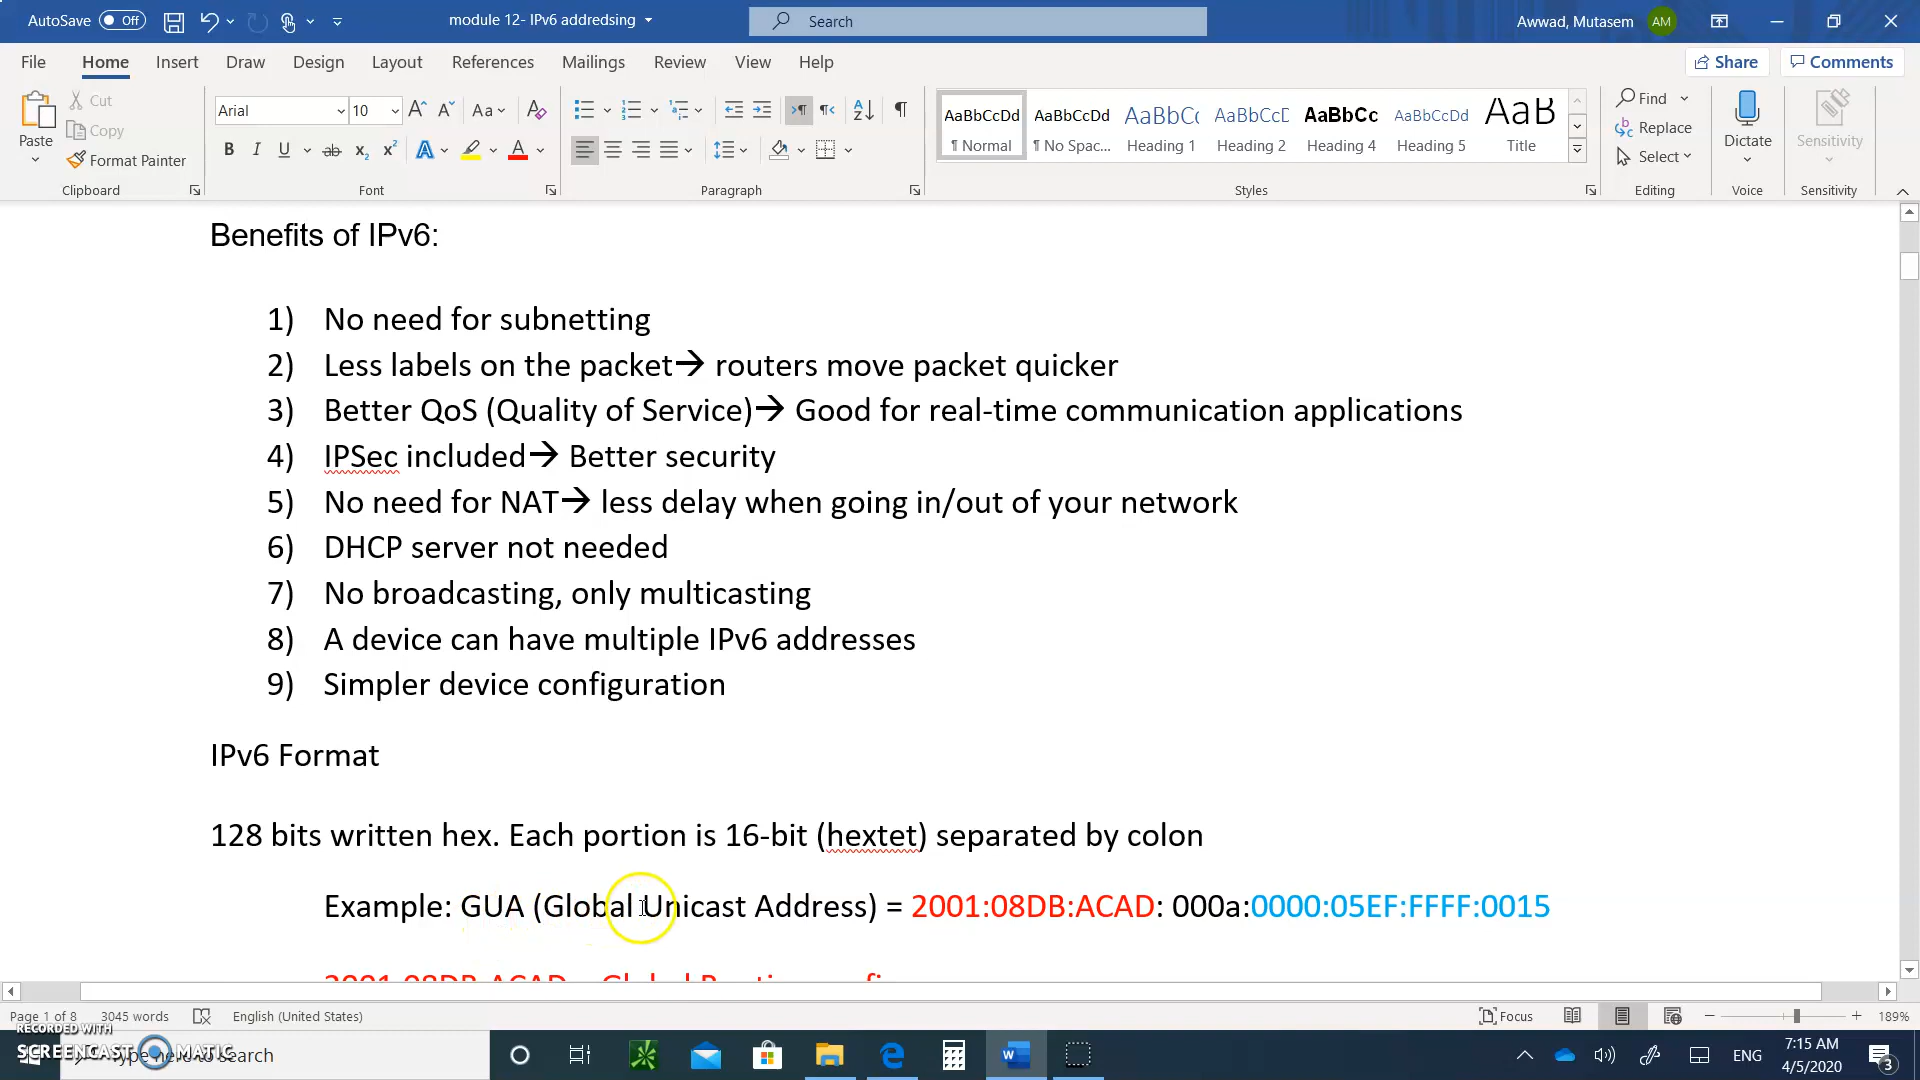 AutoSave Off module 12- IPv6 addredsing Search Awwad, Mutasem AM
File Home Insert Draw Design Layout References Mailings Review View Help Share Comments
Paste Cut Copy Format Painter Clipboard
Arial 10 Aa Font
Paragraph
AaBbCcDd AaBbCcDd AaBbCc AaBbCcD AaBbCc AaBbCcDd AaB
¶ Normal ¶ No Spac... Heading 1 Heading 2 Heading 4 Heading 5 Title
Styles
Find Replace Select Editing
Dictate Voice
Sensitivity Sensitivity
Benefits of IPv6:
1) No need for subnetting
2) Less labels on the packet→ routers move packet quicker
3) Better QoS (Quality of Service)→ Good for real-time communication applications
4) IPSec included→ Better security
5) No need for NAT→ less delay when going in/out of your network
6) DHCP server not needed
7) No broadcasting, only multicasting
8) A device can have multiple IPv6 addresses
9) Simpler device configuration
IPv6 Format
128 bits written hex. Each portion is 16-bit (hextet) separated by colon
Example: GUA (Global Unicast Address) = 2001:08DB:ACAD: 000a:0000:05EF:FFFF:0015
Page 1 of 8 3045 words English (United States) Focus 189%
RECORDED WITH
SCREENCAST MATIC
Type here to search
ENG 7:15 AM
4/5/2020 3